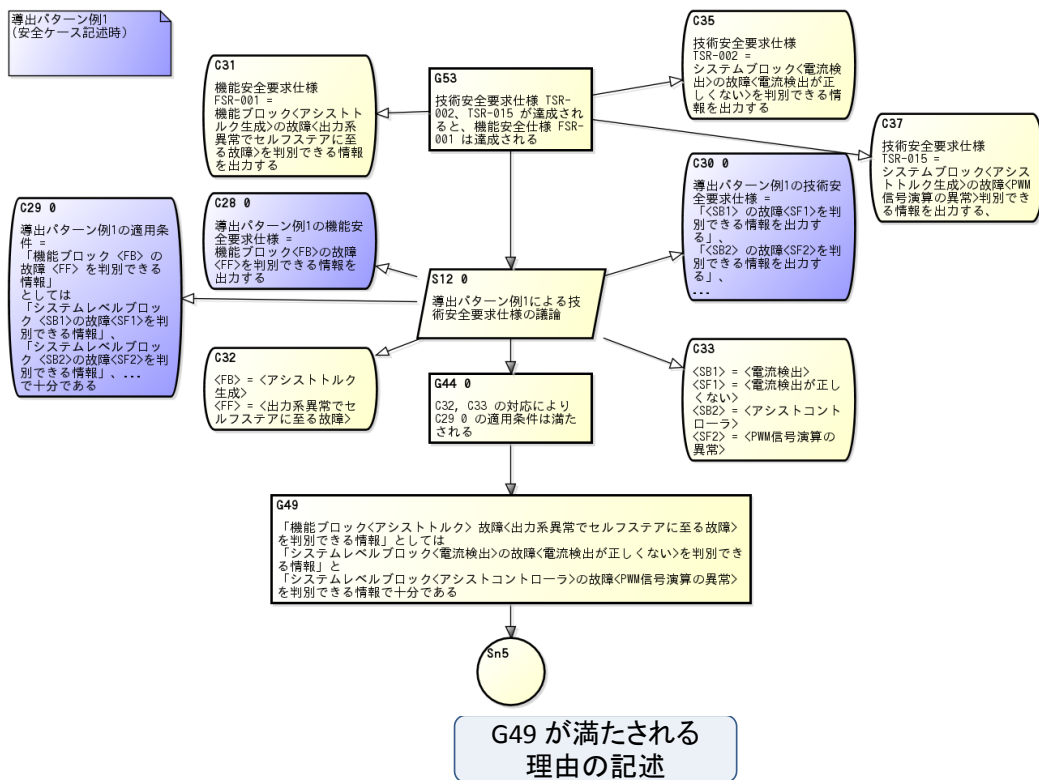 導出パターン例1
(安全ケース記述時)
C31
機能安全要求仕様
FSR-001 =
機能ブロック<アシストト
ルク生成>の故障<出力系
異常でセルフステアに至
る故障>を判別できる情報
を出力する
G53
技術安全要求仕様 TSR-
002、TSR-015 が達成され
ると、機能安全仕様 FSR-
001 は達成される
C35
技術安全要求仕様
TSR-002 =
システムブロック<電流検
出>の故障<電流検出が正
しくない>を判別できる情
報を出力する
C37
技術安全要求仕様
TSR-015 =
システムブロック<アシス
トトルク生成>の故障<PWM
信号演算の異常>判別でき
る情報を出力する、
C29 0
導出パターン例1の適用条
件 =
「機能ブロック <FB> の
故障 <FF> を判別できる
情報」
としては
「システムレベルブロッ
ク <SB1>の故障<SF1>を判
別できる情報」、
「システムレベルブロッ
ク <SB2>の故障<SF2>を判
別できる情報」、...
で十分である
C28 0
導出パターン例1の機能安
全要求仕様 =
機能ブロック<FB>の故障
<FF>を判別できる情報を
出力する
C30 0
導出パターン例1の技術安
全要求仕様 =
「<SB1> の故障<SF1>を判
別できる情報を出力す
る」、
「<SB2> の故障<SF2>を判
別できる情報を出力す
る」、
...
S12 0
導出パターン例1による技
術安全要求仕様の議論
C32
<FB> = <アシストトルク
生成>
<FF> = <出力系異常でセ
ルフステアに至る故障>
G44 0
C32, C33 の対応により
C29 0 の適用条件は満た
される
C33
<SB1> = <電流検出>
<SF1> = <電流検出が正し
くない>
<SB2> = <アシストコント
ローラ>
<SF2> = <PWM信号演算の
異常>
G49
「機能ブロック<アシストトルク> 故障<出力系異常でセルフステアに至る故障>
を判別できる情報」としては
「システムレベルブロック<電流検出>の故障<電流検出が正しくない>を判別でき
る情報」と
「システムレベルブロック<アシストコントローラ>の故障<PWM信号演算の異常>
を判別できる情報で十分である
Sn5
G49 が満たされる
理由の記述